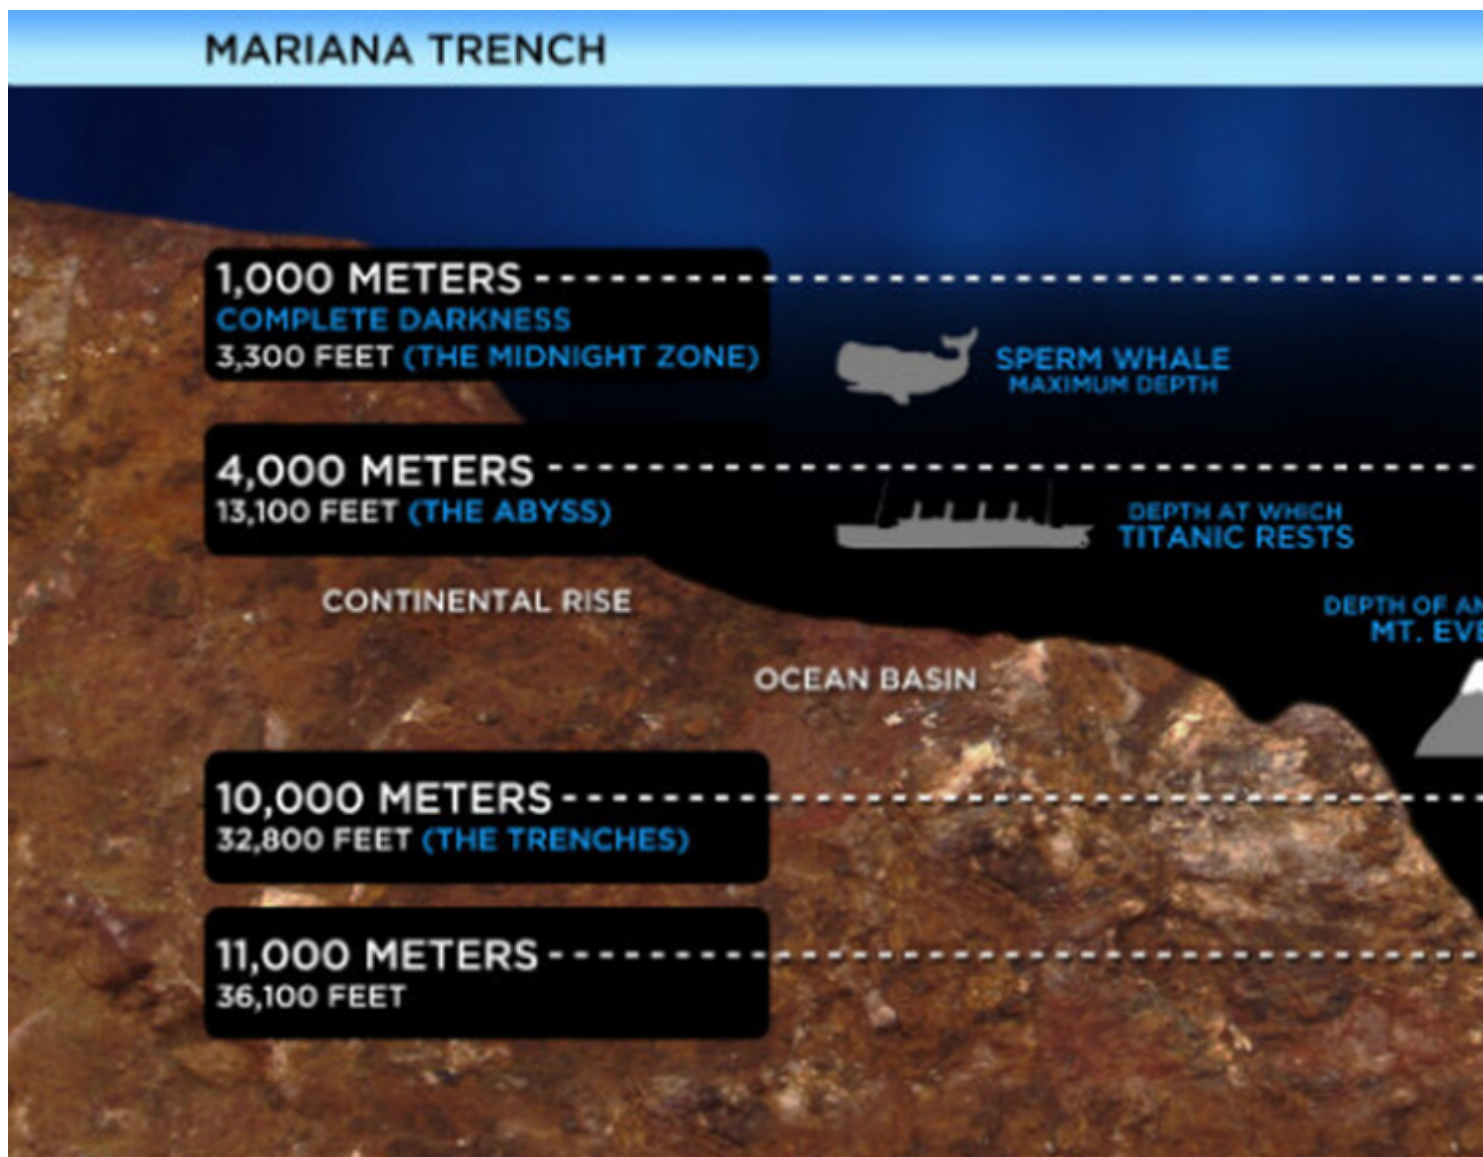 MARIANA TRENCH
1,000 METERS
COMPLETE DARKNESS
3,300 FEET (THE MIDNIGHT ZONE)
SPERM WHALE
MAXIMUM DEPTH
4,000 METERS
13,100 FEET (THE ABYSS)
DEPTH AT WHICH
TITANIC RESTS
CONTINENTAL RISE
DEPTH OF
MT.
OCEAN BASIN
10,000 METERS
32,800 FEET (THE TRENCHES)
11,000 METERS
36,100 FEET